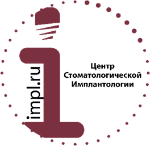 impl.ru
Центр
Стоматологической
Имплантологии